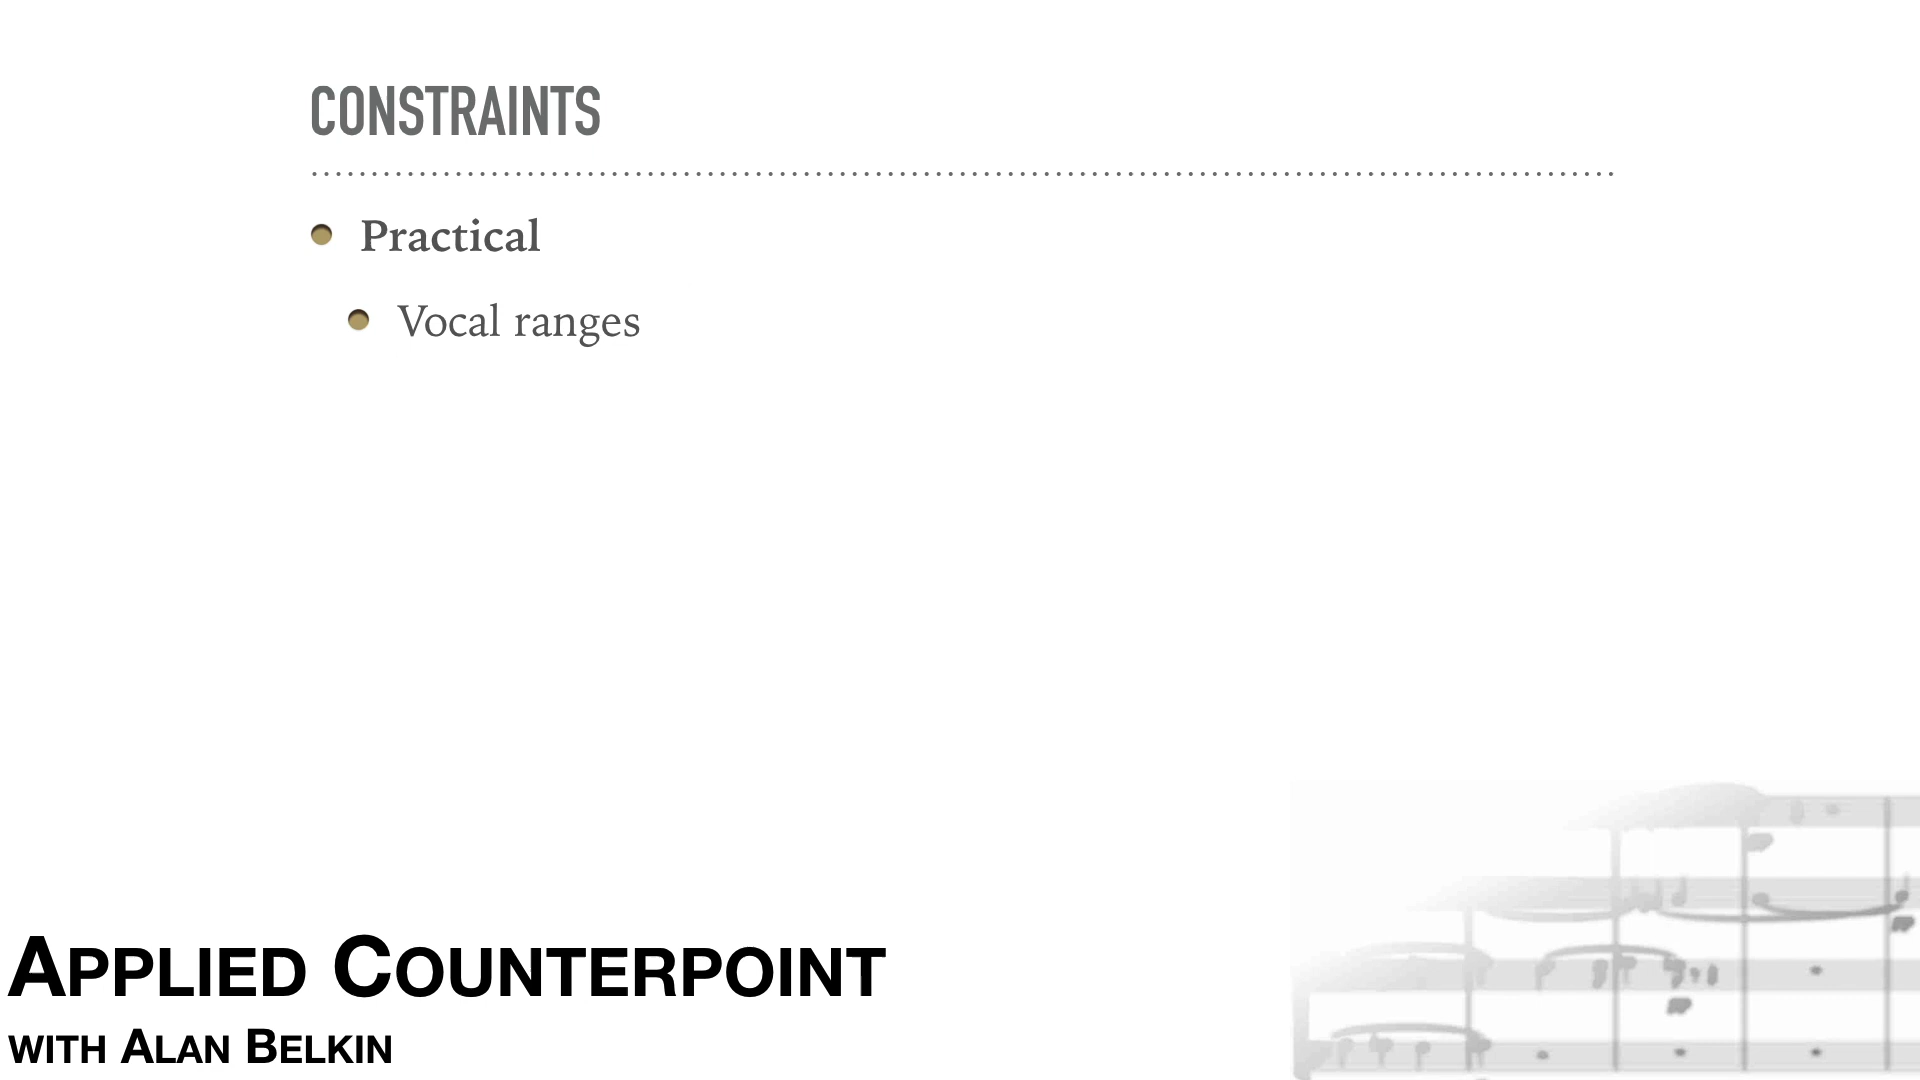 CONSTRAINTS
Practical
Vocal ranges
APPLIED COUNTERPOINT
WITH ALAN BELKIN